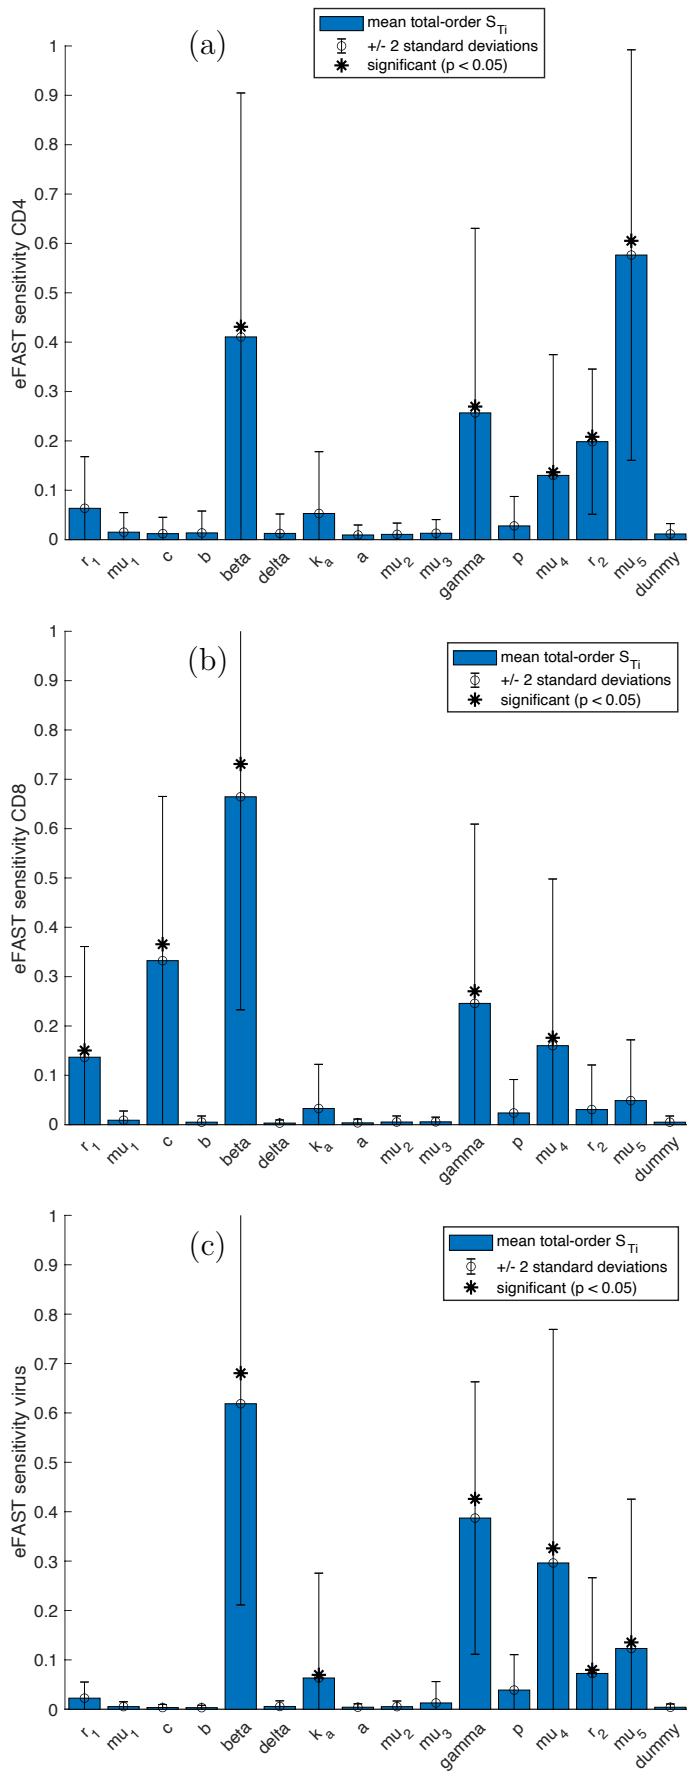 mean total-order S_Ti
+/- 2 standard deviations
significant (p < 0.05)
(a)
eFAST sensitivity CD4
1
0.9
0.8
0.7
0.6
0.5
0.4
0.3
0.2
0.1
0
r_1 mu_1 c b beta delta k_a a mu_2 mu_3 gamma p mu_4 r_2 mu_5 dummy
(b)
mean total-order S_Ti
+/- 2 standard deviations
significant (p < 0.05)
eFAST sensitivity CD8
1
0.9
0.8
0.7
0.6
0.5
0.4
0.3
0.2
0.1
0
r_1 mu_1 c b beta delta k_a a mu_2 mu_3 gamma p mu_4 r_2 mu_5 dummy
(c)
mean total-order S_Ti
+/- 2 standard deviations
significant (p < 0.05)
eFAST sensitivity virus
1
0.9
0.8
0.7
0.6
0.5
0.4
0.3
0.2
0.1
0
r_1 mu_1 c b beta delta k_a a mu_2 mu_3 gamma p mu_4 r_2 mu_5 dummy